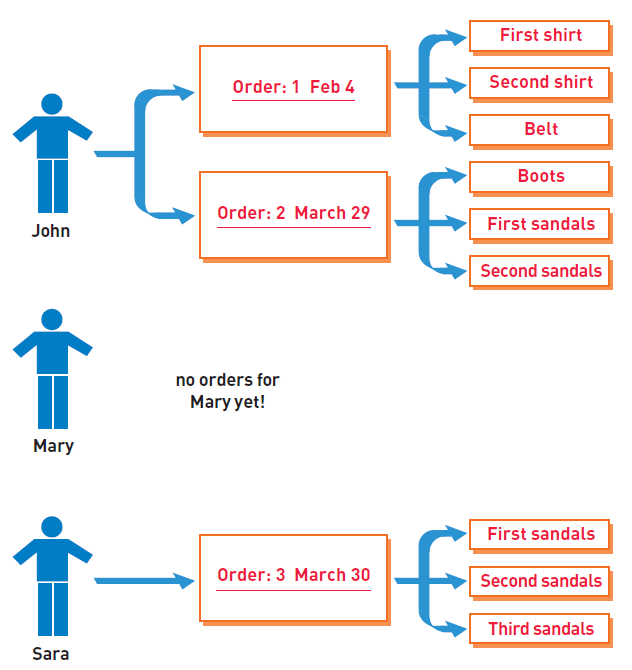 Order: 1 Feb 4
First shirt
Second shirt
Belt
John
Order: 2 March 29
Boots
First sandals
Second sandals
no orders for
Mary yet!
Mary
Order: 3 March 30
First sandals
Second sandals
Third sandals
Sara